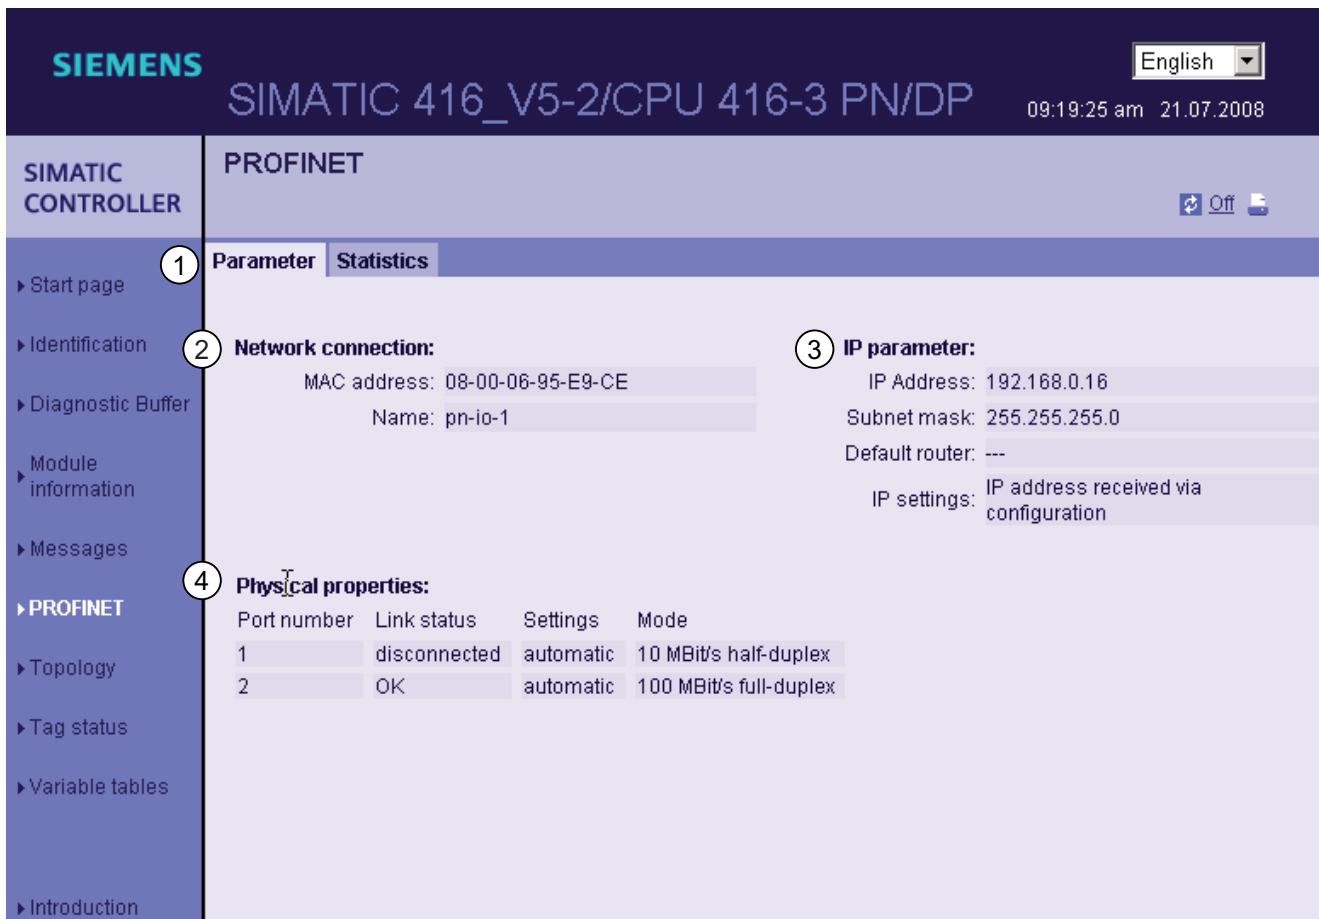 SIEMENS
English
SIMATIC 416_V5-2/CPU 416-3 PN/DP
09:19:25 am 21.07.2008
SIMATIC
CONTROLLER
PROFINET
Off
1
Parameter Statistics
Start page
Identification
Diagnostic Buffer
Module
information
Messages
PROFINET
Topology
Tag status
Variable tables
Introduction
2 Network connection:
MAC address: 08-00-06-95-E9-CE
Name: pn-io-1
3 IP parameter:
IP Address: 192.168.0.16
Subnet mask: 255.255.255.0
Default router: ---
IP settings: IP address received via
configuration
4 Physical properties:
Port number Link status Settings Mode
1 disconnected automatic 10 MBit/s half-duplex
2 OK automatic 100 MBit/s full-duplex